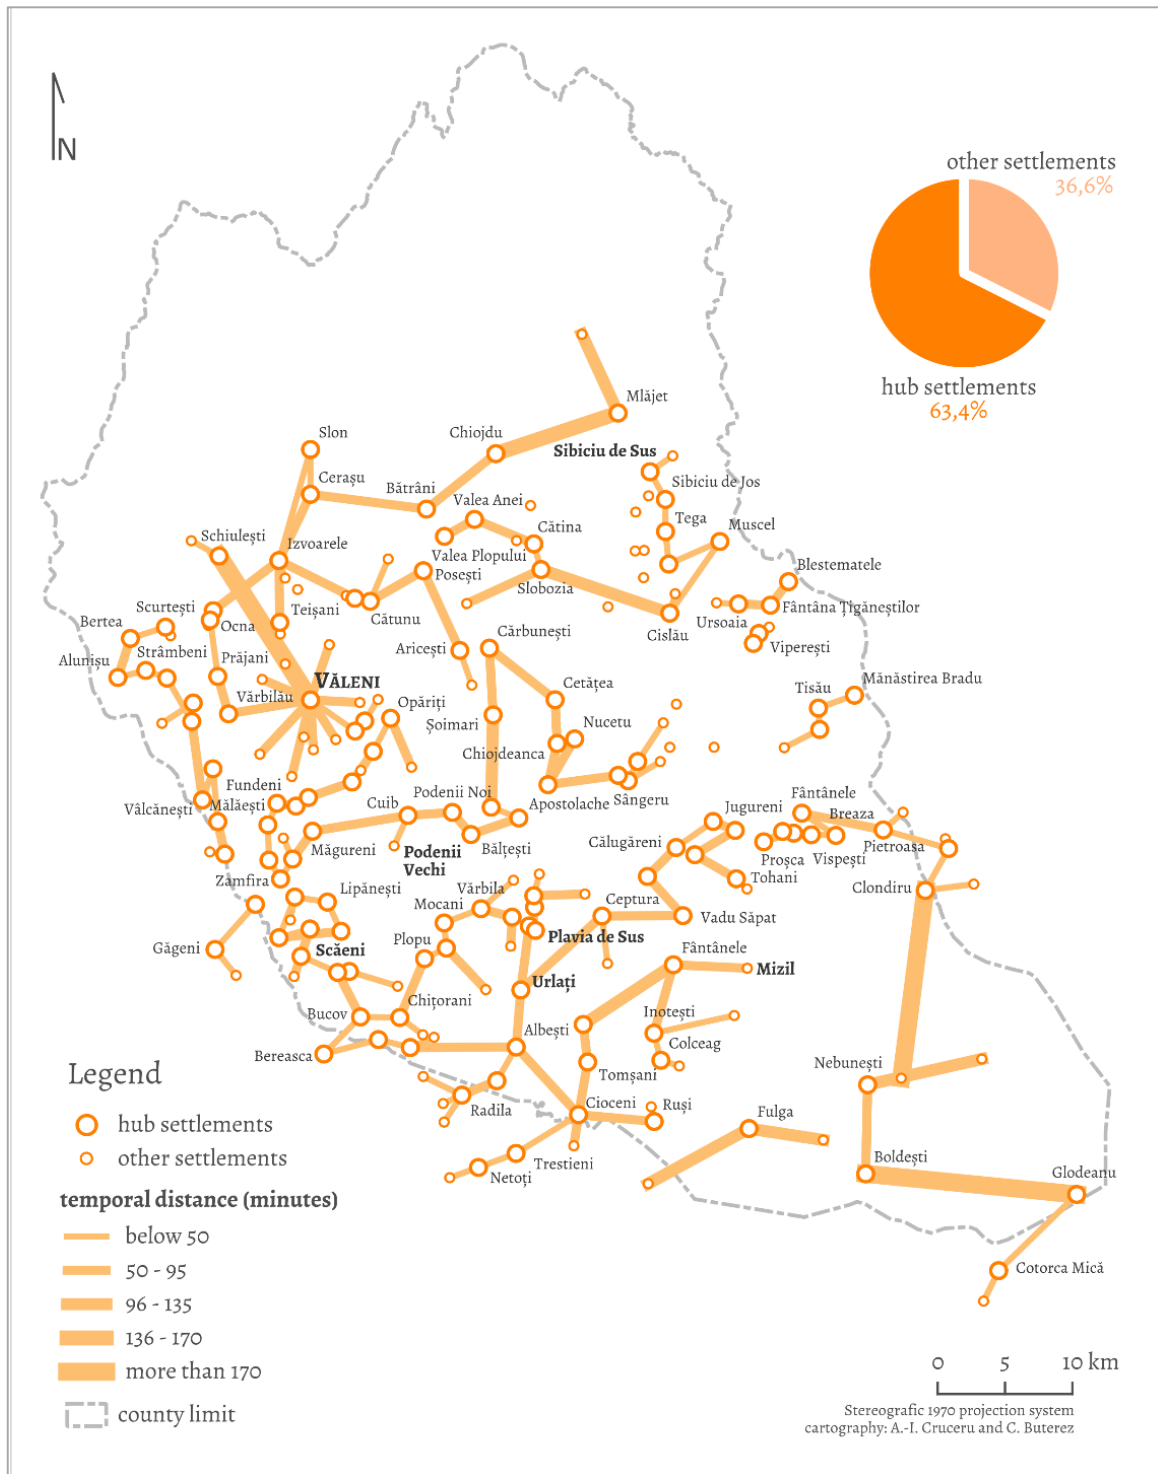 N
other settlements
36,6%
hub settlements
63,4%
Mlăjet
Slon
Chiojdu
Sibiciu de Sus
Cerașu
Bătrâni
Sibiciu de Jos
Valea Anei
Tega
Muscel
Cătina
Schiulești
Izvoarele
Valea Plopului
Posești
Blestematele
Slobozia
Scurtești
Ocna
Teișani
Cătunu
Ursoaia
Fântâna Țigăneștilor
Bertea
Cislău
Cărbunești
Viperești
Strâmbeni
Aricești
Alunișu
Prăjani
VĂLENI
Mănăstirea Bradu
Cetățea
Tisău
Vărbilău
Opăriți
Șoimari
Nucetu
Chiojdeanca
Fundeni
Podenii Noi
Fântânele
Vâlcănești
Mălăești
Cuib
Apostolache
Sângeru
Jugureni
Breaza
Măgureni
Podenii
Vechi
Bălțești
Călugăreni
Proșca
Vispești
Pietroasa
Zamfira
Lipănești
Vărbila
Tohani
Clondiru
Mocani
Ceptura
Vadu Săpat
Găgeni
Scăeni
Plopu
Plavia de Sus
Fântânele
Mizil
Urlați
Bucov
Chițorani
Inotești
Albești
Colceag
Bereasca
Nebunești
Tomșani
Legend
Radila
Cioceni
Ruși
Fulga
hub settlements
other settlements
Trestieni
Boldești
Netoți
Glodeanu
temporal distance (minutes)
below 50
Cotorca Mică
50 - 95
96 - 135
136 - 170
more than 170
0 5 10 km
county limit
Stereografic 1970 projection system
cartography: A.-I. Cruceru and C. Buterez